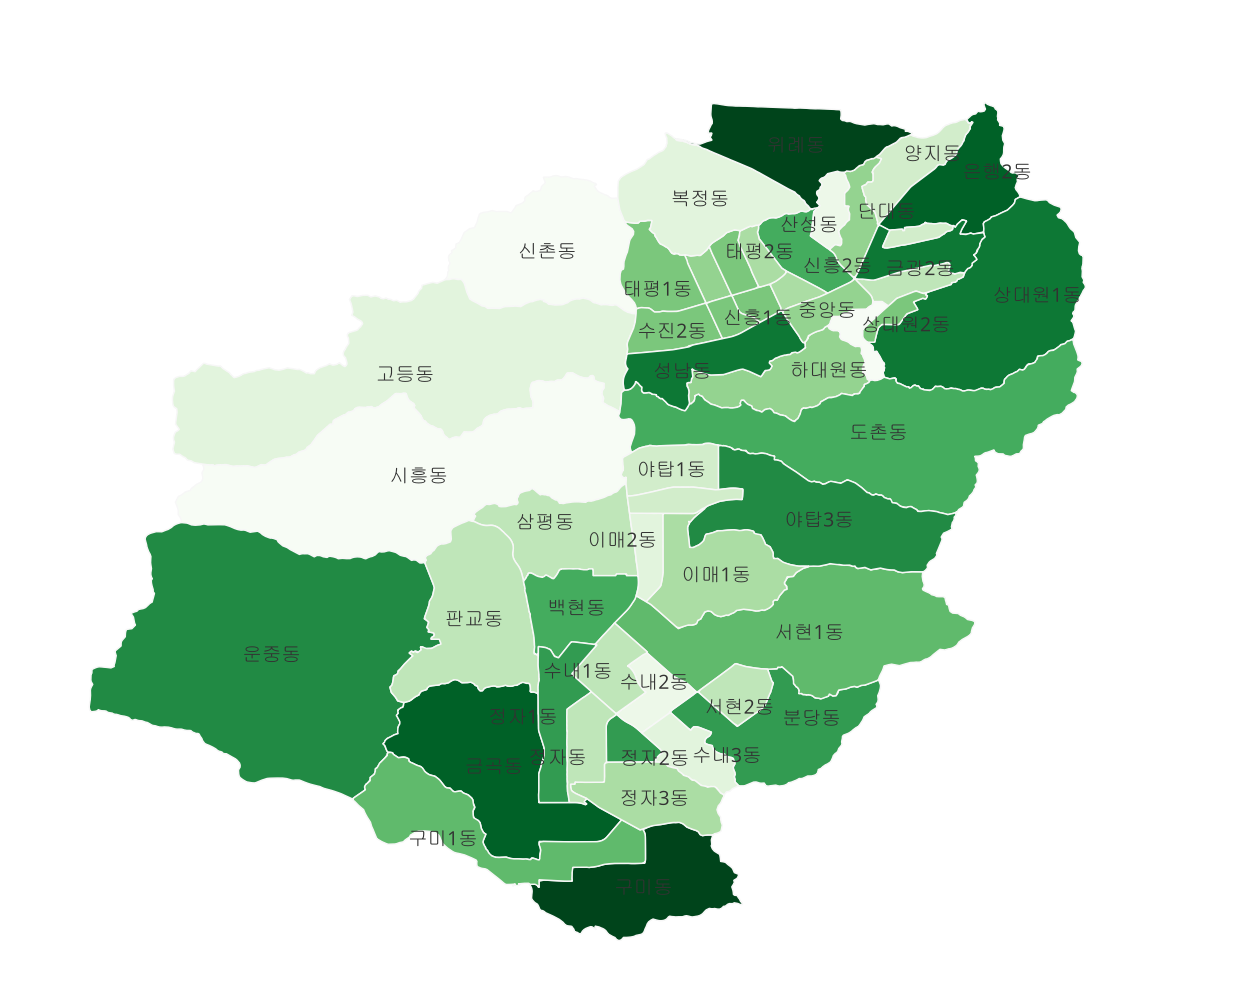 위례동
양지동
은행2동
복정동
단대동
산성동
신촌동
태평2동
신흥2동
금광2동
태평1동
상대원1동
중앙동
신흥1동
상대원2동
수진2동
성남동
하대원동
고등동
도촌동
야탑1동
시흥동
야탑3동
삼평동
이매2동
이매1동
백현동
판교동
서현1동
운중동
수내1동
수내2동
서현2동
정자1동
분당동
수내3동
정자동
정자2동
금곡동
정자3동
구미1동
구미동